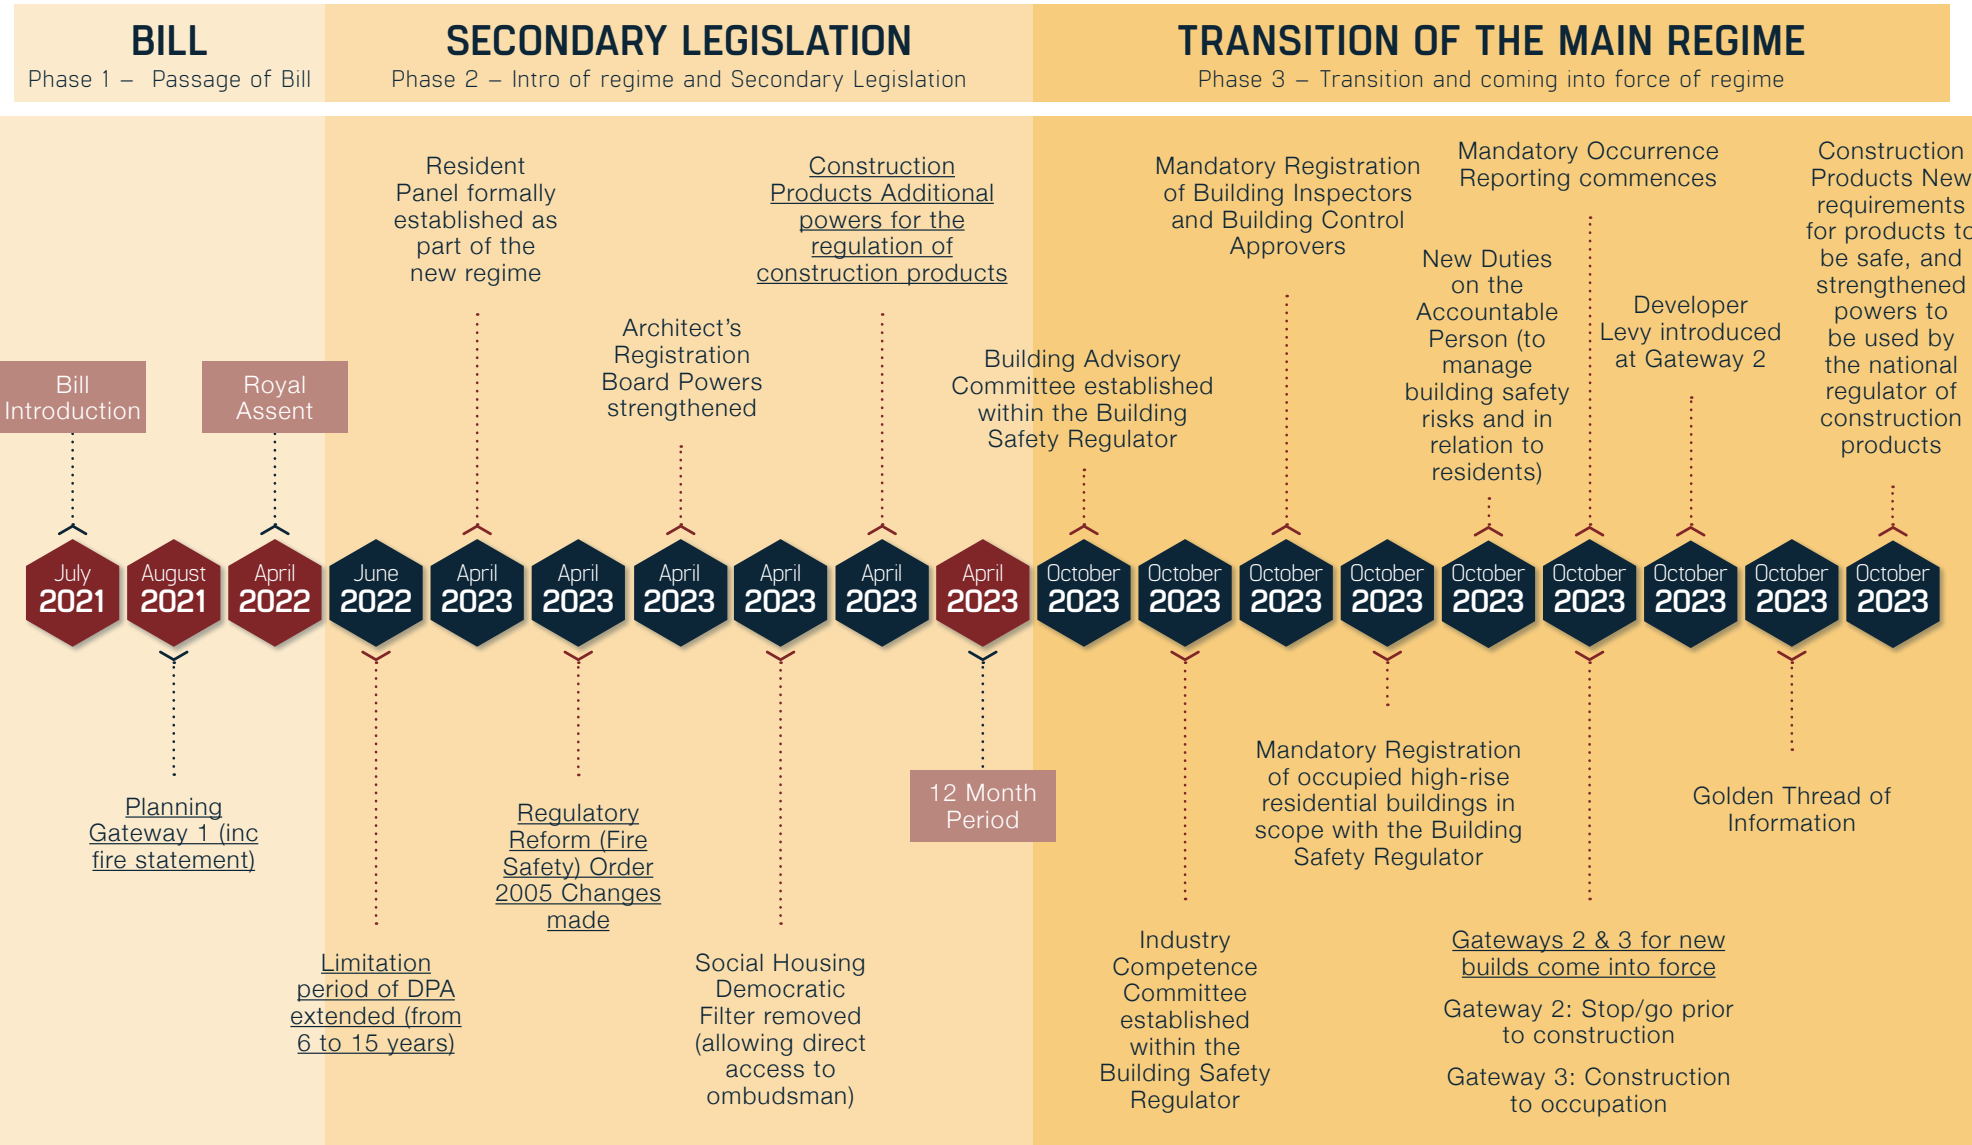 BILL
Phase 1 – Passage of Bill
SECONDARY LEGISLATION
Phase 2 – Intro of regime and Secondary Legislation
TRANSITION OF THE MAIN REGIME
Phase 3 – Transition and coming into force of regime
Bill
Introduction
Royal
Assent
Resident
Panel formally
established as
part of the
new regime
Architect's
Registration
Board Powers
strengthened
Construction
Products Additional
powers for the
regulation of
construction products
Building Advisory
Committee established
within the Building
Safety Regulator
Mandatory Registration
of Building Inspectors
and Building Control
Approvers
New Duties
on the
Accountable
Person (to
manage
building safety
risks and in
relation to
residents)
Mandatory Occurrence
Reporting commences
Developer
Levy introduced
at Gateway 2
Construction
Products New
requirements
for products to
be safe, and
strengthened
powers to
be used by
the national
regulator of
construction
products
July
2021
August
2021
April
2022
June
2022
April
2023
April
2023
April
2023
April
2023
April
2023
April
2023
October
2023
October
2023
October
2023
October
2023
October
2023
October
2023
October
2023
October
2023
October
2023
Planning
Gateway 1 (inc
fire statement)
Limitation
period of DPA
extended (from
6 to 15 years)
Regulatory
Reform (Fire
Safety) Order
2005 Changes
made
Social Housing
Democratic
Filter removed
(allowing direct
access to
ombudsman)
12 Month
Period
Industry
Competence
Committee
established
within the
Building Safety
Regulator
Mandatory Registration
of occupied high-rise
residential buildings in
scope with the Building
Safety Regulator
Gateways 2 & 3 for new
builds come into force
Gateway 2: Stop/go prior
to construction
Gateway 3: Construction
to occupation
Golden Thread of
Information